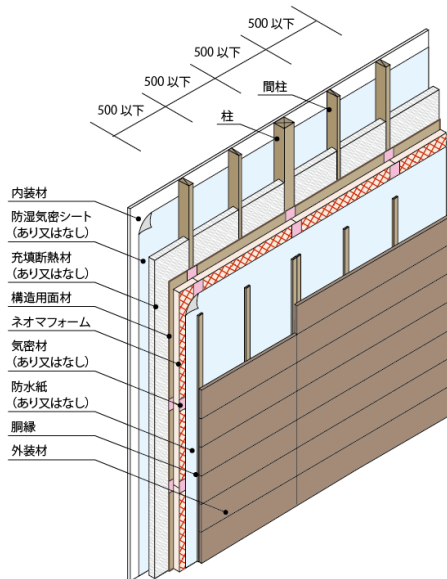 500 以下
500 以下
500 以下
500 以下
間柱
柱
内装材
防湿気密シート
(あり又はなし)
充填断熱材
(あり又はなし)
構造用面材
ネオマフォーム
気密材
(あり又はなし)
防水紙
(あり又はなし)
胴縁
外装材